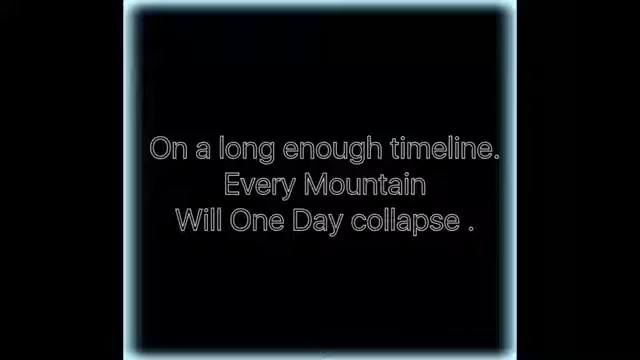 On a long enough timeline.
Every Mountain
Will One Day collapse .